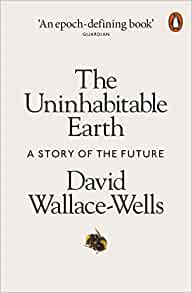 'An epoch-defining book'
GUARDIAN
The
Uninhabitable
Earth
A STORY OF THE FUTURE
David
Wallace-Wells